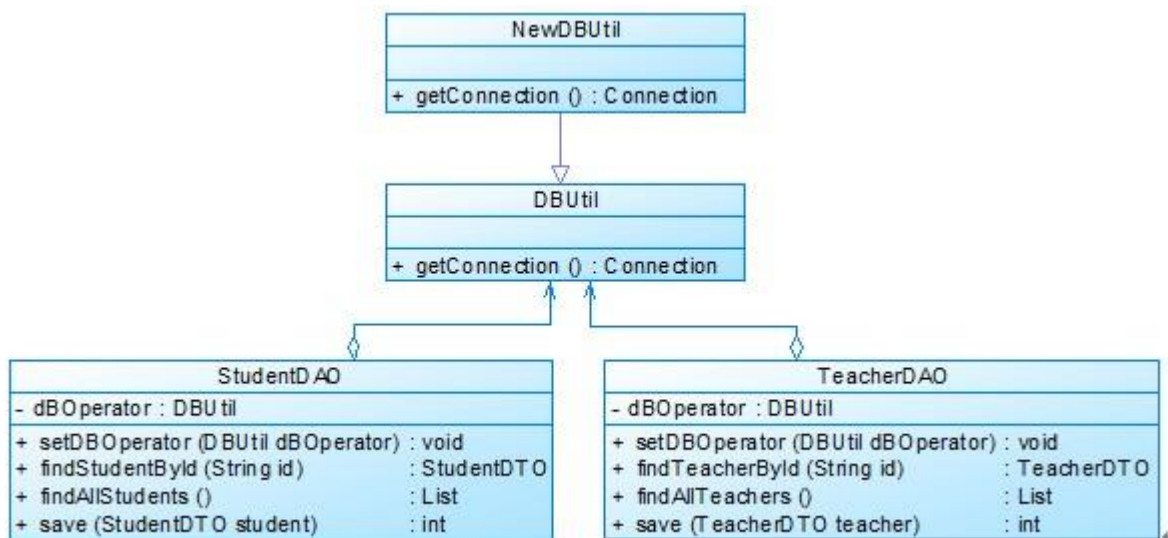 NewDBUtil
+ getConnection () : Connection
DBUtil
+ getConnection () : Connection
StudentDAO
- dBOperator : DBUtil
+ setDBOperator (DBUtil dBOperator) : void
+ findStudentById (String id) : StudentDTO
+ findAllStudents () : List
+ save (StudentDTO student) : int
TeacherDAO
- dBOperator : DBUtil
+ setDBOperator (DBUtil dBOperator) : void
+ findTeacherById (String id) : TeacherDTO
+ findAllTeachers () : List
+ save (TeacherDTO teacher) : int